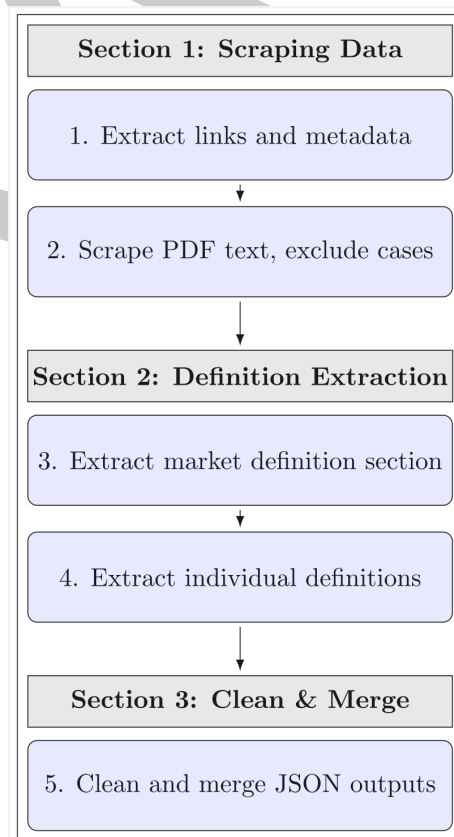 Section 1: Scraping Data
1. Extract links and metadata
2. Scrape PDF text, exclude cases
Section 2: Definition Extraction
3. Extract market definition section
4. Extract individual definitions
Section 3: Clean & Merge
5. Clean and merge JSON outputs